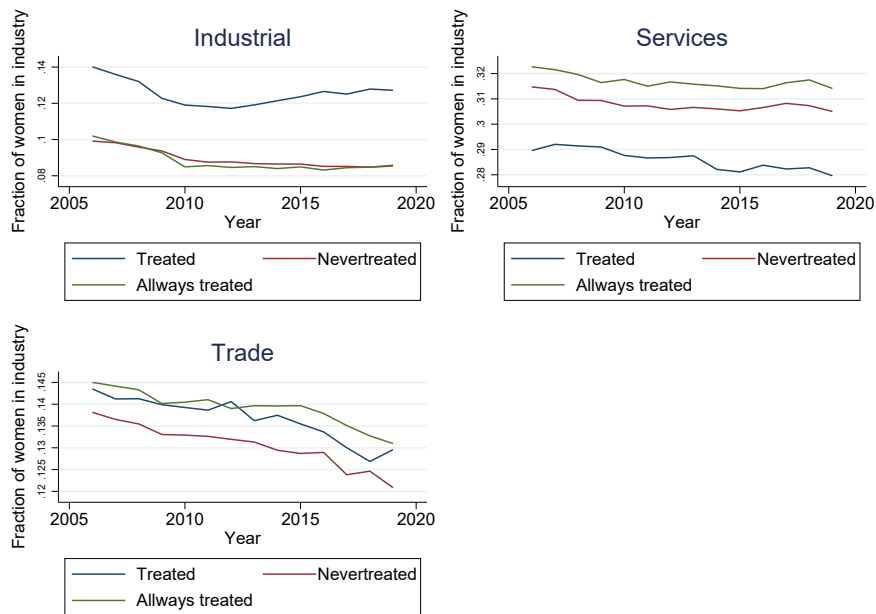 Industrial
Fraction of women in industry
.14
.12
.1
.08
2005 2010 2015 2020
Year
Treated Nevertreated
Allways treated
Services
Fraction of women in industry
.32
.31
.3
.29
.28
2005 2010 2015 2020
Year
Treated Nevertreated
Allways treated
Trade
Fraction of women in industry
.145
.14
.135
.13
.125
.12
2005 2010 2015 2020
Year
Treated Nevertreated
Allways treated